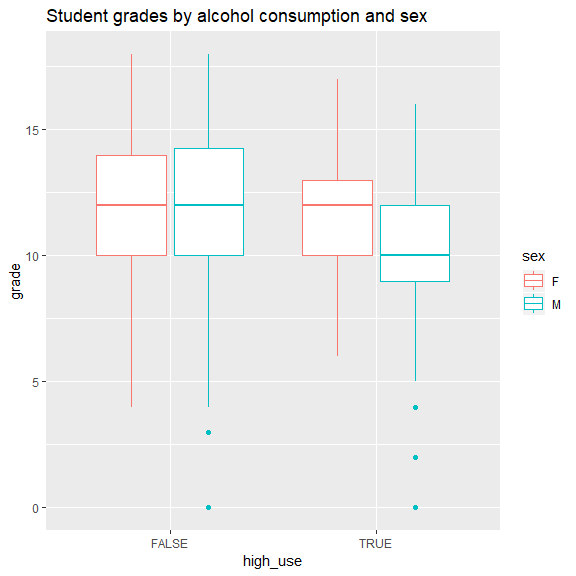 Student grades by alcohol consumption and sex
15
10
5
0
grade
FALSE
TRUE
high_use
sex
F
M